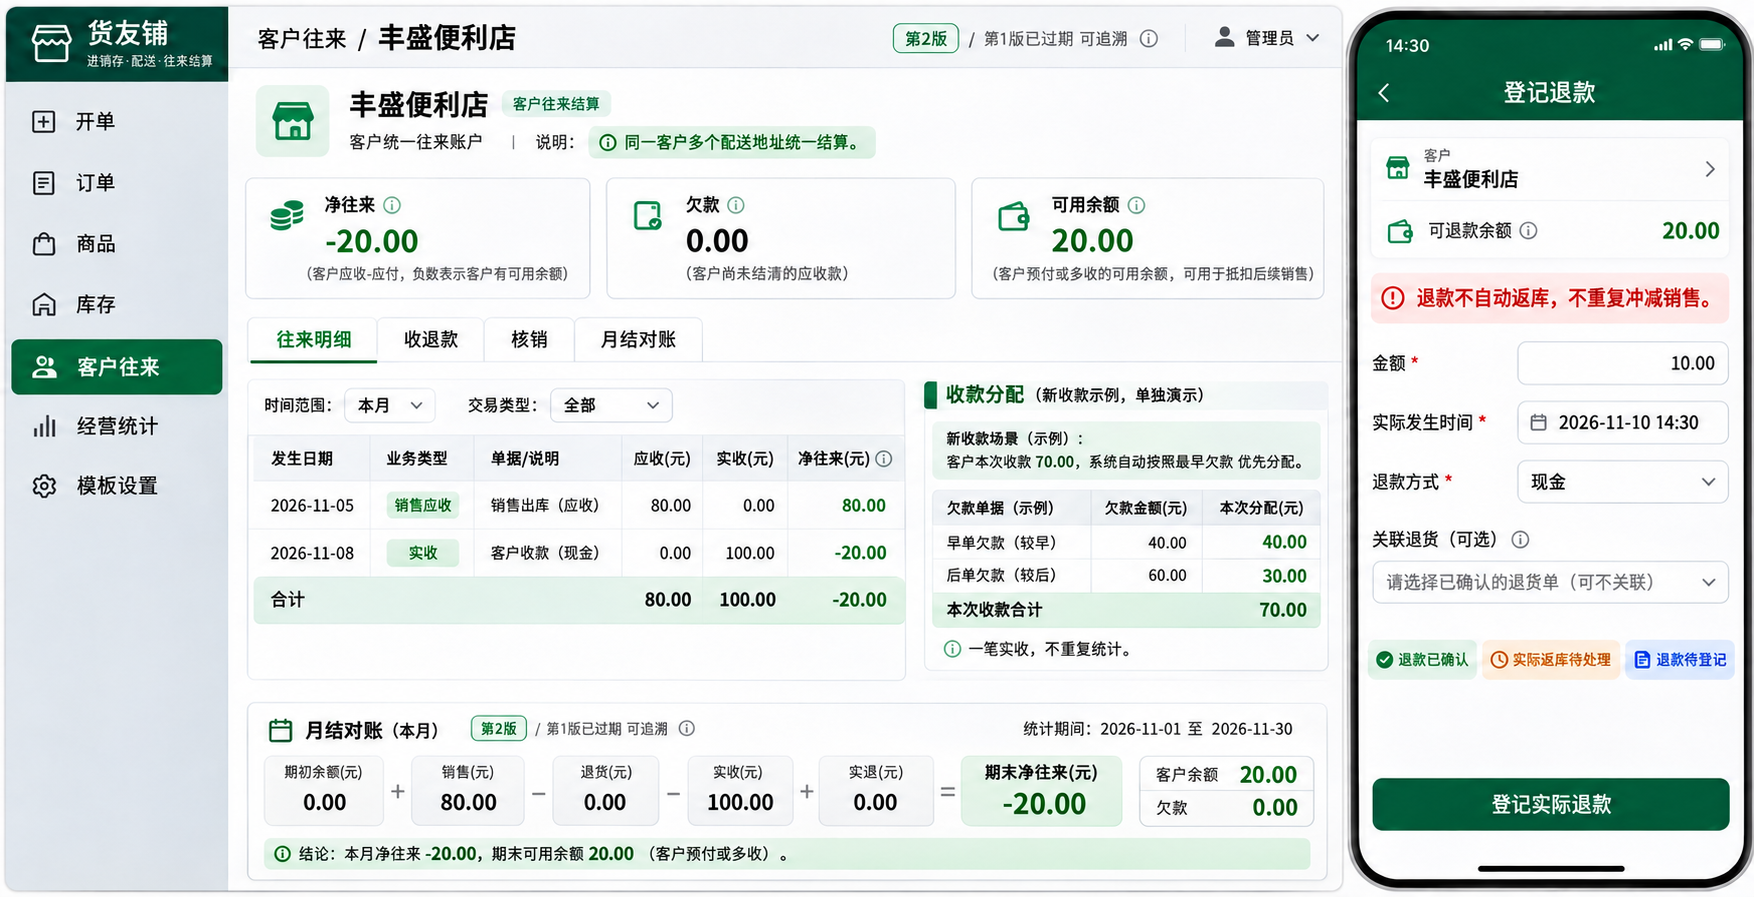 货友铺
进销存·配送·往来结算
开单
订单
商品
库存
客户往来
经营统计
模板设置
客户往来 / 丰盛便利店
第2版 / 第1版已过期 可追溯
管理员
丰盛便利店 客户往来结算
客户统一往来账户 | 说明： 同一客户多个配送地址统一结算。
净往来
-20.00
（客户应收-应付，负数表示客户有可用余额）
欠款
0.00
（客户尚未结清的应收款）
可用余额
20.00
（客户预付或多收的可用余额，可用于抵扣后续销售）
往来明细 收退款 核销 月结对账
时间范围： 本月 交易类型： 全部
发生日期 业务类型 单据/说明 应收(元) 实收(元) 净往来(元)
2026-11-05 销售应收 销售出库（应收） 80.00 0.00 80.00
2026-11-08 实收 客户收款（现金） 0.00 100.00 -20.00
合计 80.00 100.00 -20.00
收款分配（新收款示例，单独演示）
新收款场景（示例）：
客户本次收款 70.00，系统自动按照最早欠款 优先分配。
欠款单据（示例） 欠款金额(元) 本次分配(元)
早单欠款（较早） 40.00 40.00
后单欠款（较后） 60.00 30.00
本次收款合计 70.00
一笔实收，不重复统计。
月结对账（本月） 第2版 / 第1版已过期 可追溯 统计期间：2026-11-01 至 2026-11-30
期初余额(元) 0.00
+
销售(元) 80.00
−
退货(元) 0.00
−
实收(元) 100.00
+
实退(元) 0.00
=
期末净往来(元) -20.00
客户余额 20.00
欠款 0.00
结论：本月净往来 -20.00，期末可用余额 20.00 （客户预付或多收）。
14:30
登记退款
客户
丰盛便利店
可退款余额 20.00
退款不自动返库，不重复冲减销售。
金额 * 10.00
实际发生时间 * 2026-11-10 14:30
退款方式 * 现金
关联退货（可选）
请选择已确认的退货单（可不关联）
退款已确认 实际返库待处理 退款待登记
登记实际退款